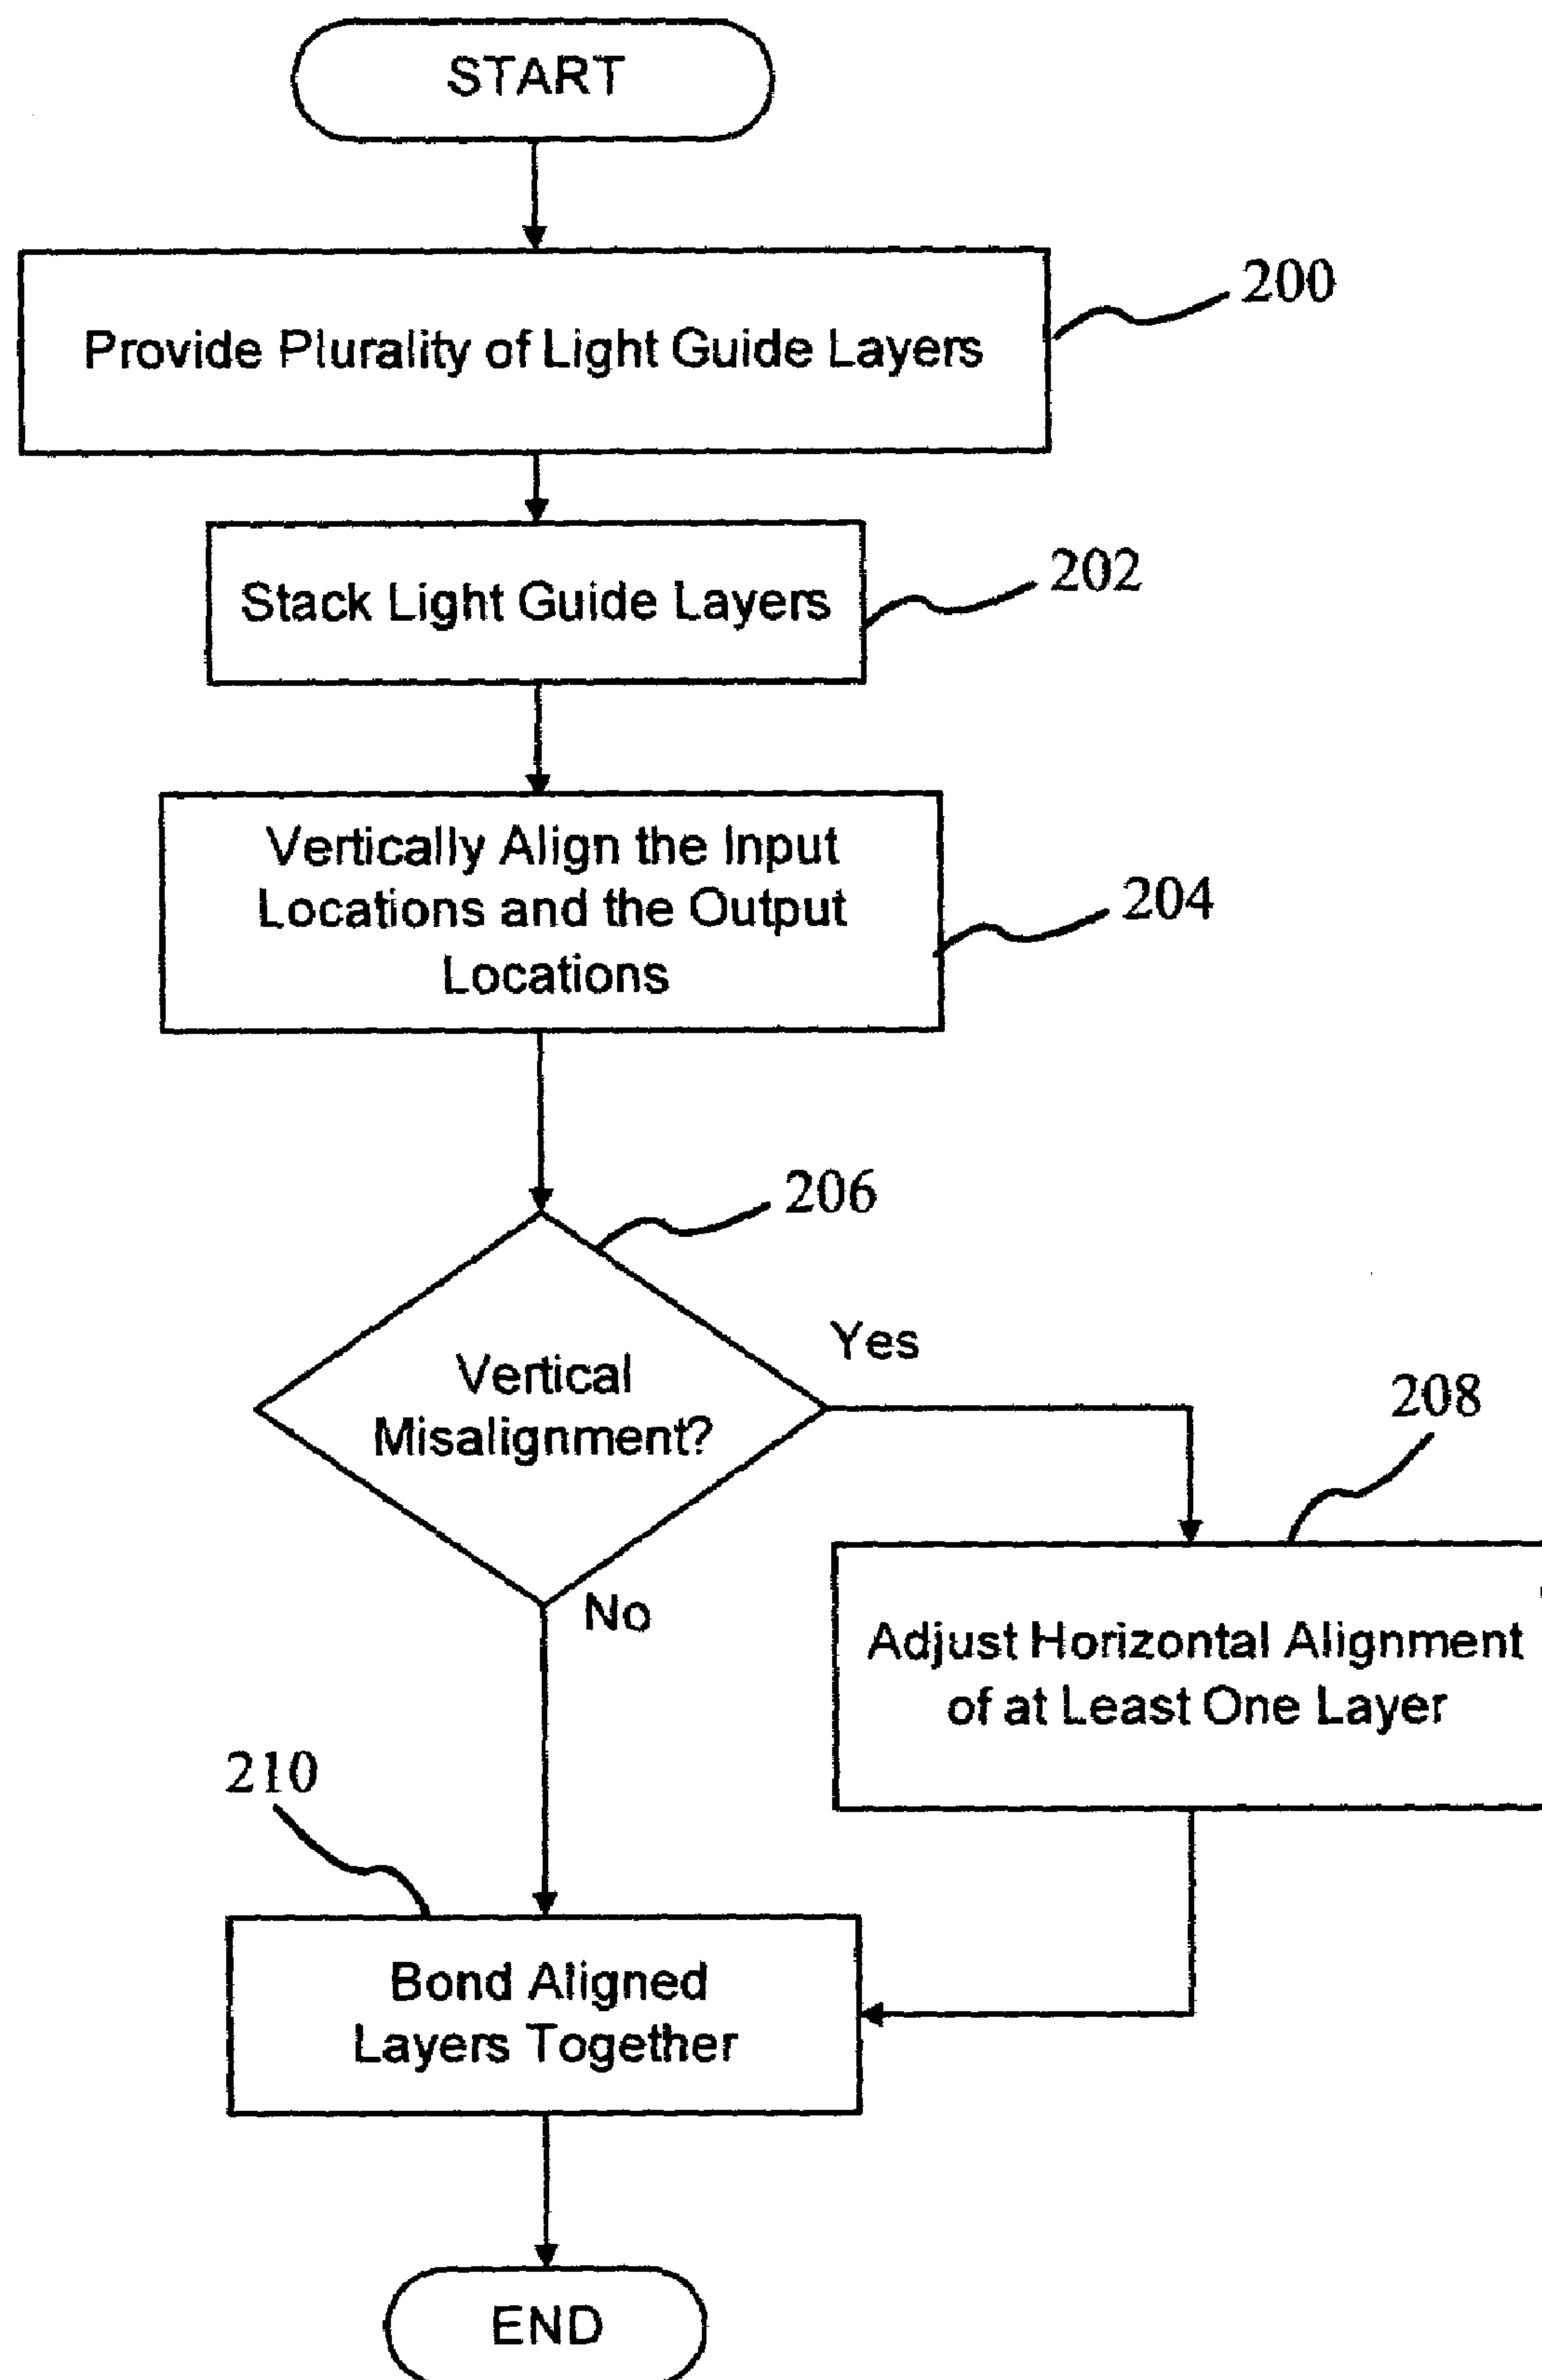 START
Provide Plurality of Light Guide Layers
200
Stack Light Guide Layers
202
Vertically Align the Input
Locations and the Output
Locations
204
206
Vertical
Misalignment?
Yes
No
208
Adjust Horizontal Alignment
of at Least One Layer
210
Bond Aligned
Layers Together
END